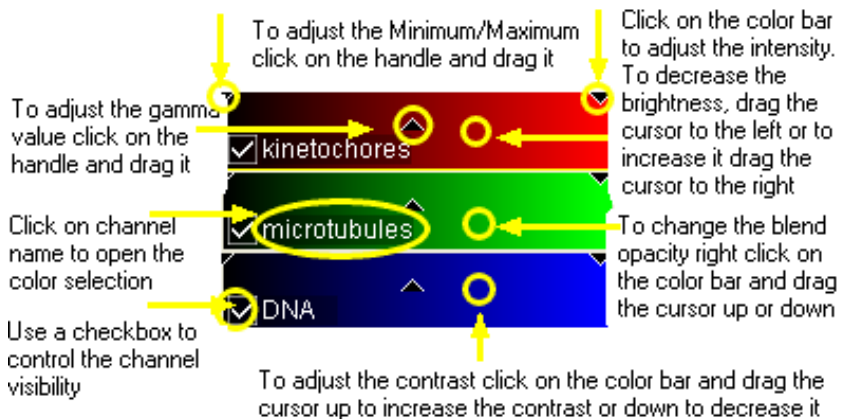 To adjust the Minimum/Maximum
click on the handle and drag it
Click on the color bar
to adjust the intensity.
To decrease the
brightness, drag the
cursor to the left or to
increase it drag the
cursor to the right
To adjust the gamma
value click on the
handle and drag it
kinetochores
Click on channel
name to open the
color selection
microtubules
To change the blend
opacity right click on
the color bar and drag
the cursor up or down
DNA
Use a checkbox to
control the channel
visibility
To adjust the contrast click on the color bar and drag the
cursor up to increase the contrast or down to decrease it